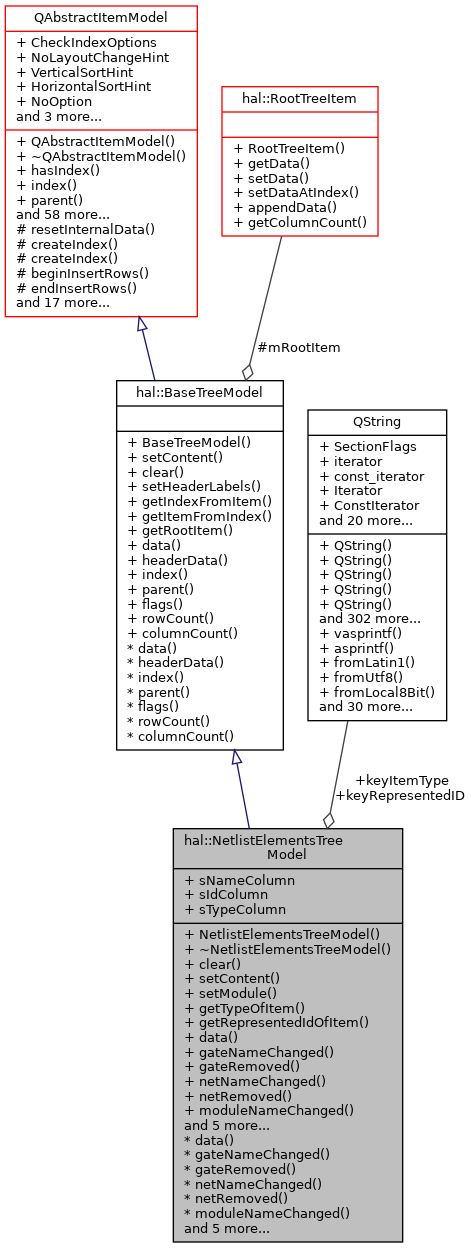 QAbstractItemModel
+ CheckIndexOptions
+ NoLayoutChangeHint
+ VerticalSortHint
+ HorizontalSortHint
+ NoOption
and 3 more...
+ QAbstractItemModel()
+ ~QAbstractItemModel()
+ hasIndex()
+ index()
+ parent()
and 58 more...
# resetInternalData()
# createIndex()
# createIndex()
# beginInsertRows()
# endInsertRows()
and 17 more...
hal::RootTreeItem
+ RootTreeItem()
+ getData()
+ setData()
+ setDataAtIndex()
+ appendData()
+ getColumnCount()
#mRootItem
hal::BaseTreeModel
+ BaseTreeModel()
+ setContent()
+ clear()
+ setHeaderLabels()
+ getIndexFromItem()
+ getItemFromIndex()
+ getRootItem()
+ data()
+ headerData()
+ index()
+ parent()
+ flags()
+ rowCount()
+ columnCount()
* data()
* headerData()
* index()
* parent()
* flags()
* rowCount()
* columnCount()
QString
+ SectionFlags
+ iterator
+ const_iterator
+ Iterator
+ ConstIterator
and 20 more...
+ QString()
+ QString()
+ QString()
+ QString()
+ QString()
and 302 more...
+ vasprintf()
+ asprintf()
+ fromLatin1()
+ fromUtf8()
+ fromLocal8Bit()
and 30 more...
+keyItemType
+keyRepresentedID
hal::NetlistElementsTree
Model
+ sNameColumn
+ sIdColumn
+ sTypeColumn
+ NetlistElementsTreeModel()
+ ~NetlistElementsTreeModel()
+ clear()
+ setContent()
+ setModule()
+ getTypeOfItem()
+ getRepresentedIdOfItem()
+ data()
+ gateNameChanged()
+ gateRemoved()
+ netNameChanged()
+ netRemoved()
+ moduleNameChanged()
and 5 more...
* data()
* gateNameChanged()
* gateRemoved()
* netNameChanged()
* netRemoved()
* moduleNameChanged()
and 5 more...